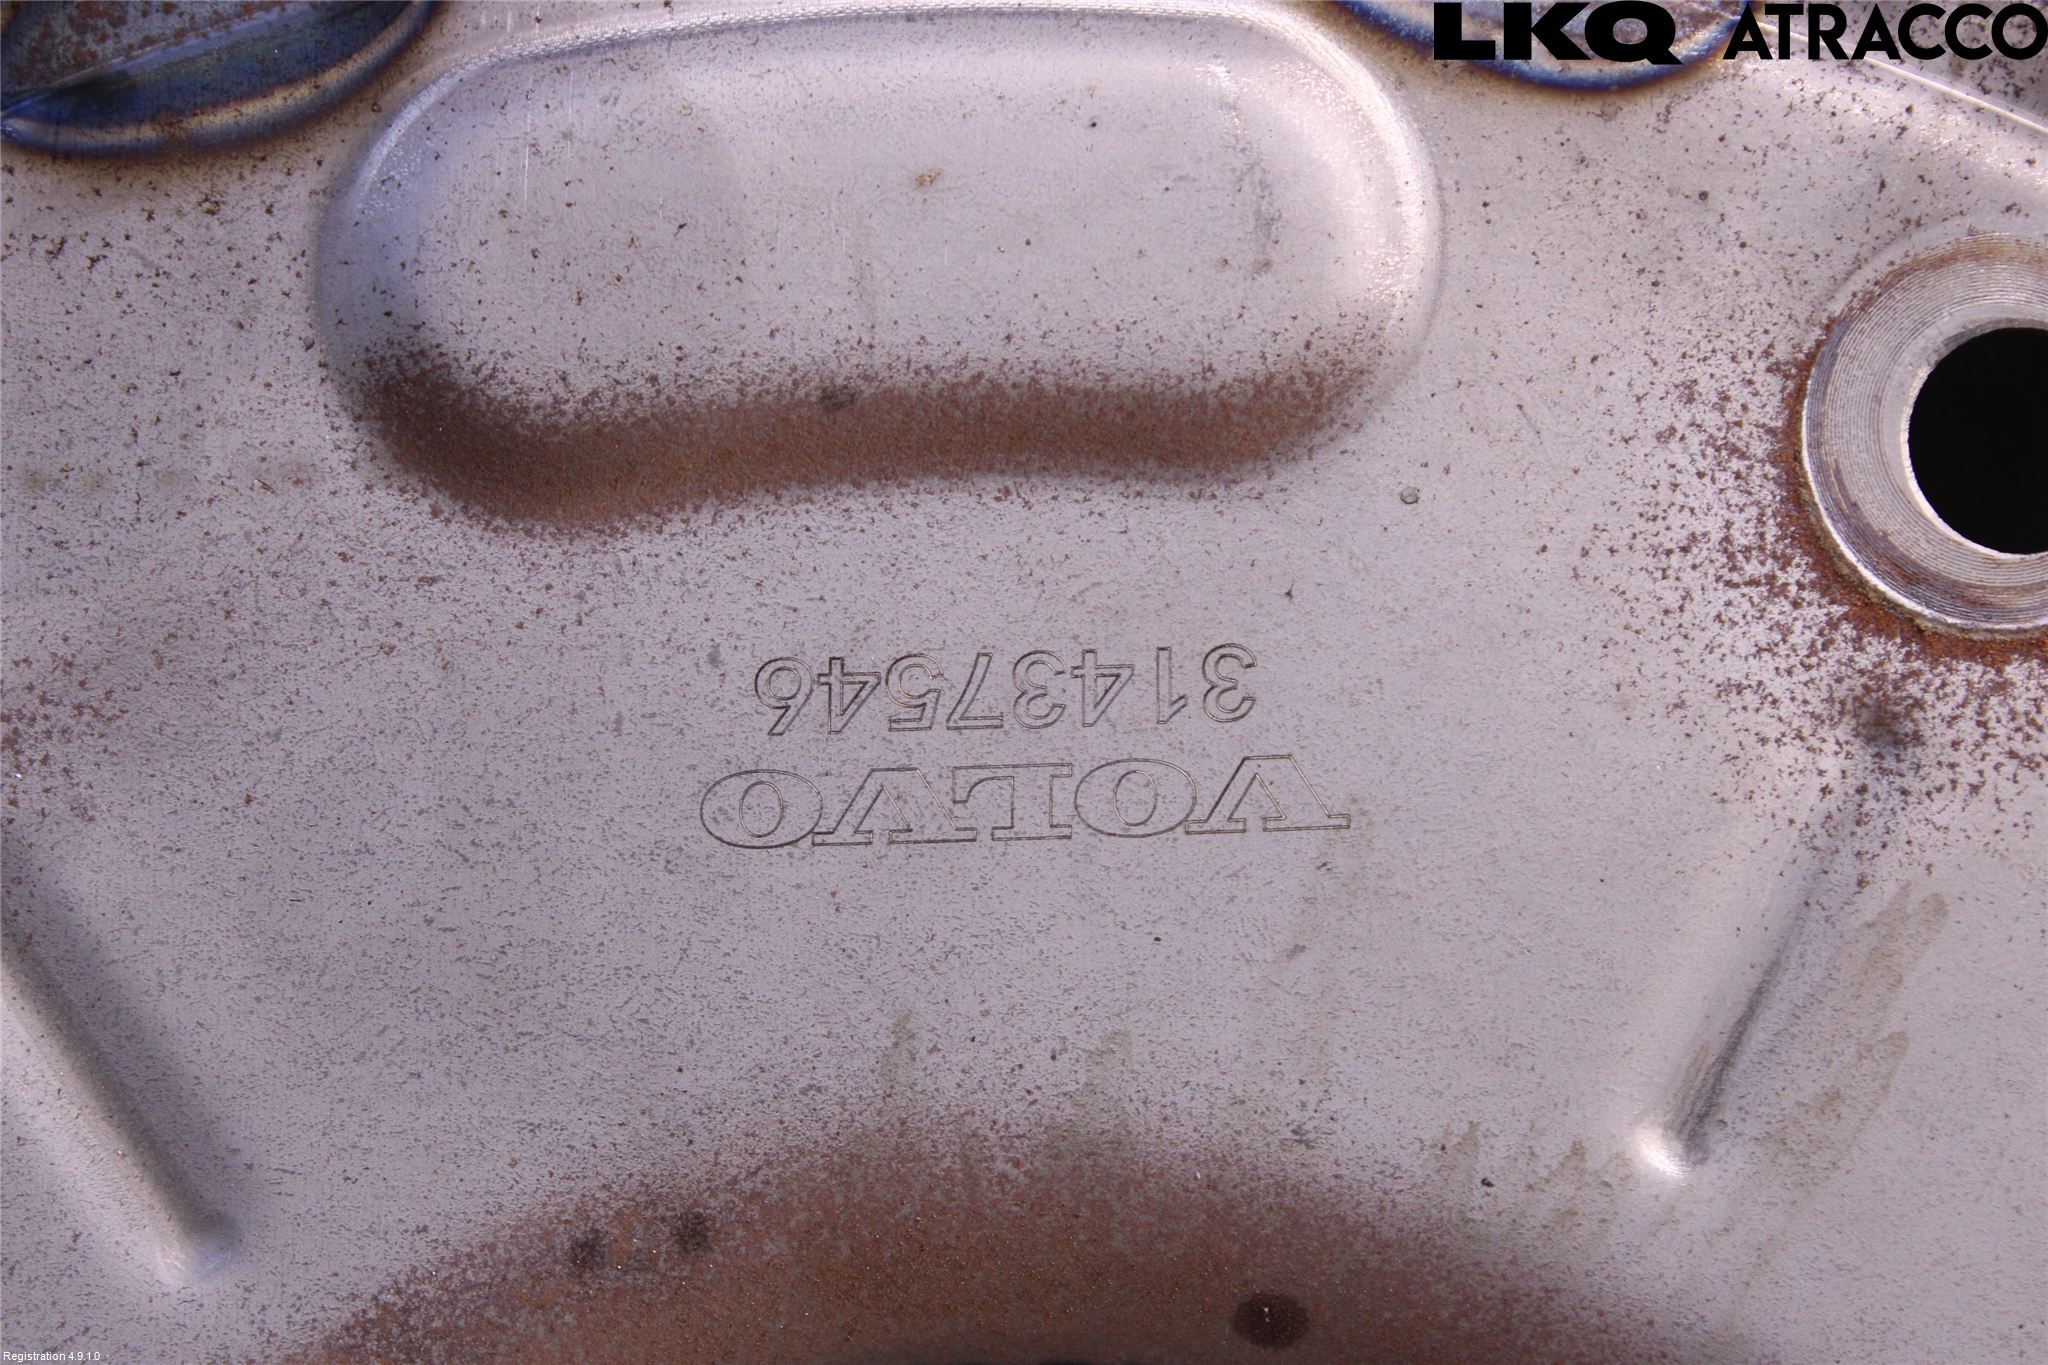 LKQ ATRACCO
VOLVO
31437546
Registration 4.9.1.0